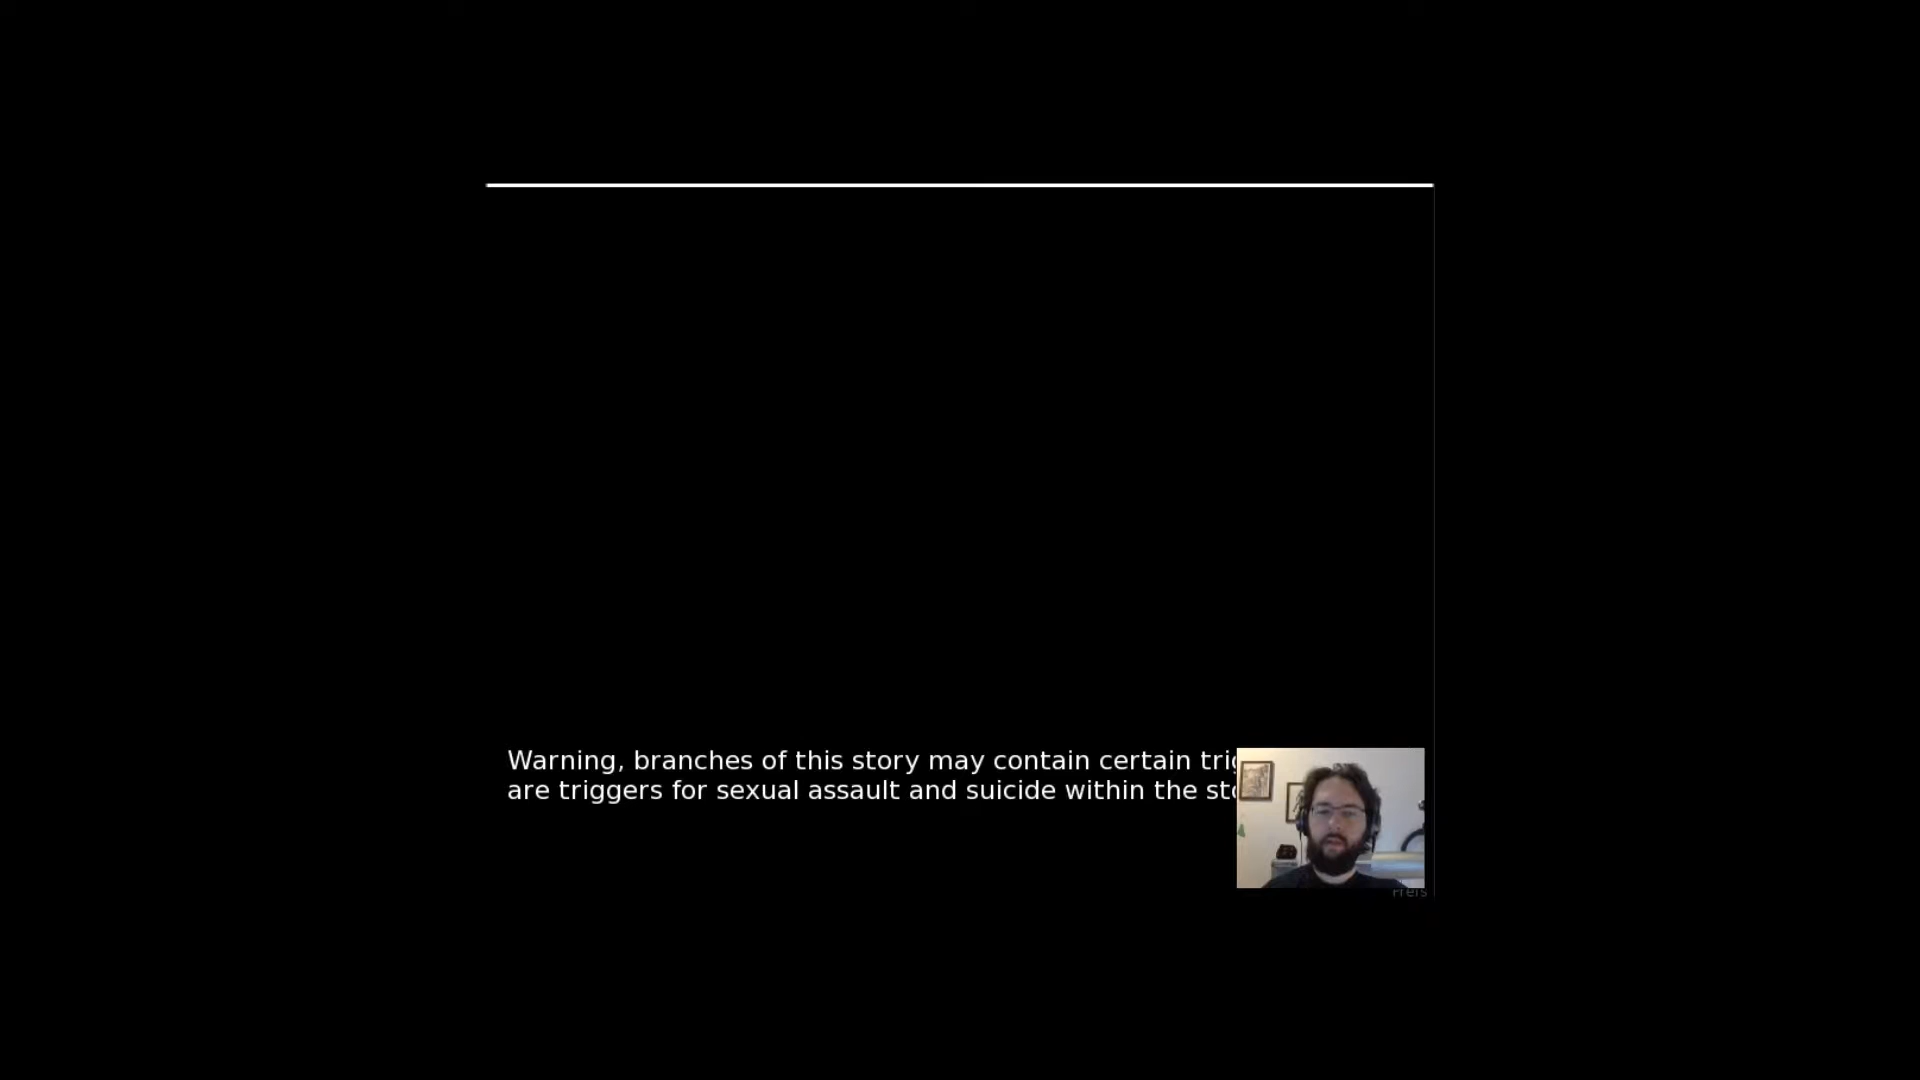 Warning, branches of this story may contain certain
are triggers for sexual assault and suicide within the